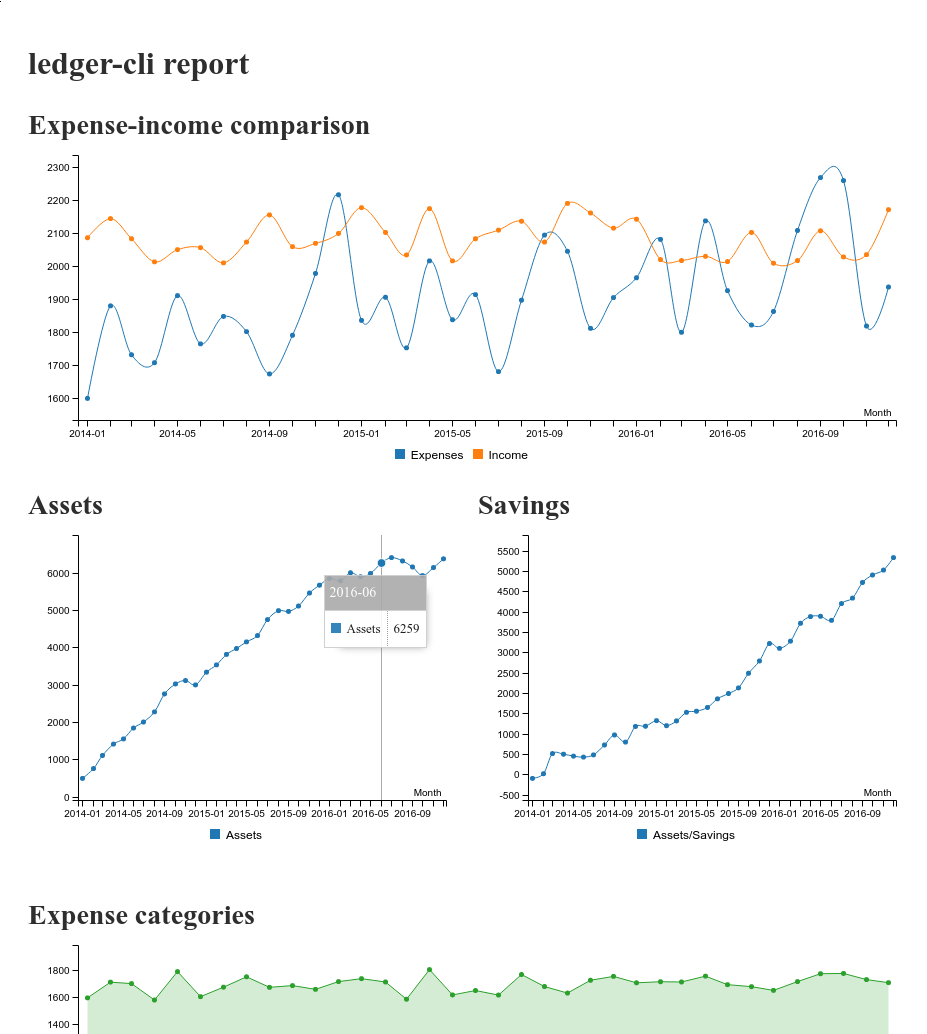 ledger-cli report
Expense-income comparison
2300
2200
2100
2000
1900
1800
1700
1600
Month
2014-01 2014-05 2014-09 2015-01 2015-05 2015-09 2016-01 2016-05 2016-09
Expenses Income
Assets
6000
5000
4000
3000
2000
1000
0
2016-06
Assets 6259
Month
2014-01 2014-05 2014-09 2015-01 2015-05 2015-09 2016-01 2016-05 2016-09
Assets
Savings
5500
5000
4500
4000
3500
3000
2500
2000
1500
1000
500
0
-500
Month
2014-01 2014-05 2014-09 2015-01 2015-05 2015-09 2016-01 2016-05 2016-09
Assets/Savings
Expense categories
1800
1600
1400